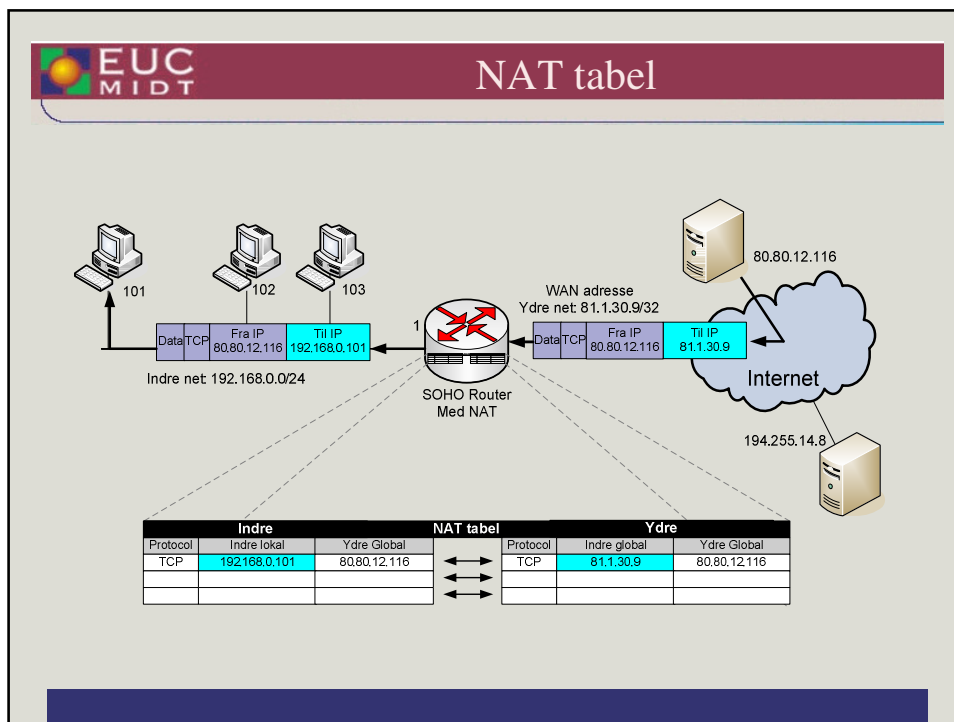 EUC
MIDT
NAT tabel
80.80.12.116
101
102
103
WAN adresse
Ydre net: 81.1.30.9/32
1
Data TCP Fra IP Til IP
80.80.12.116 192.168.0.101
Data TCP Fra IP Til IP
80.80.12.116 81.1.30.9
Indre net: 192.168.0.0/24
Internet
SOHO Router
Med NAT
194.255.14.8
Indre NAT tabel Ydre
Protocol Indre lokal Ydre Global Protocol Indre global Ydre Global
TCP 192.168.0.101 80.80.12.116 TCP 81.1.30.9 80.80.12.116